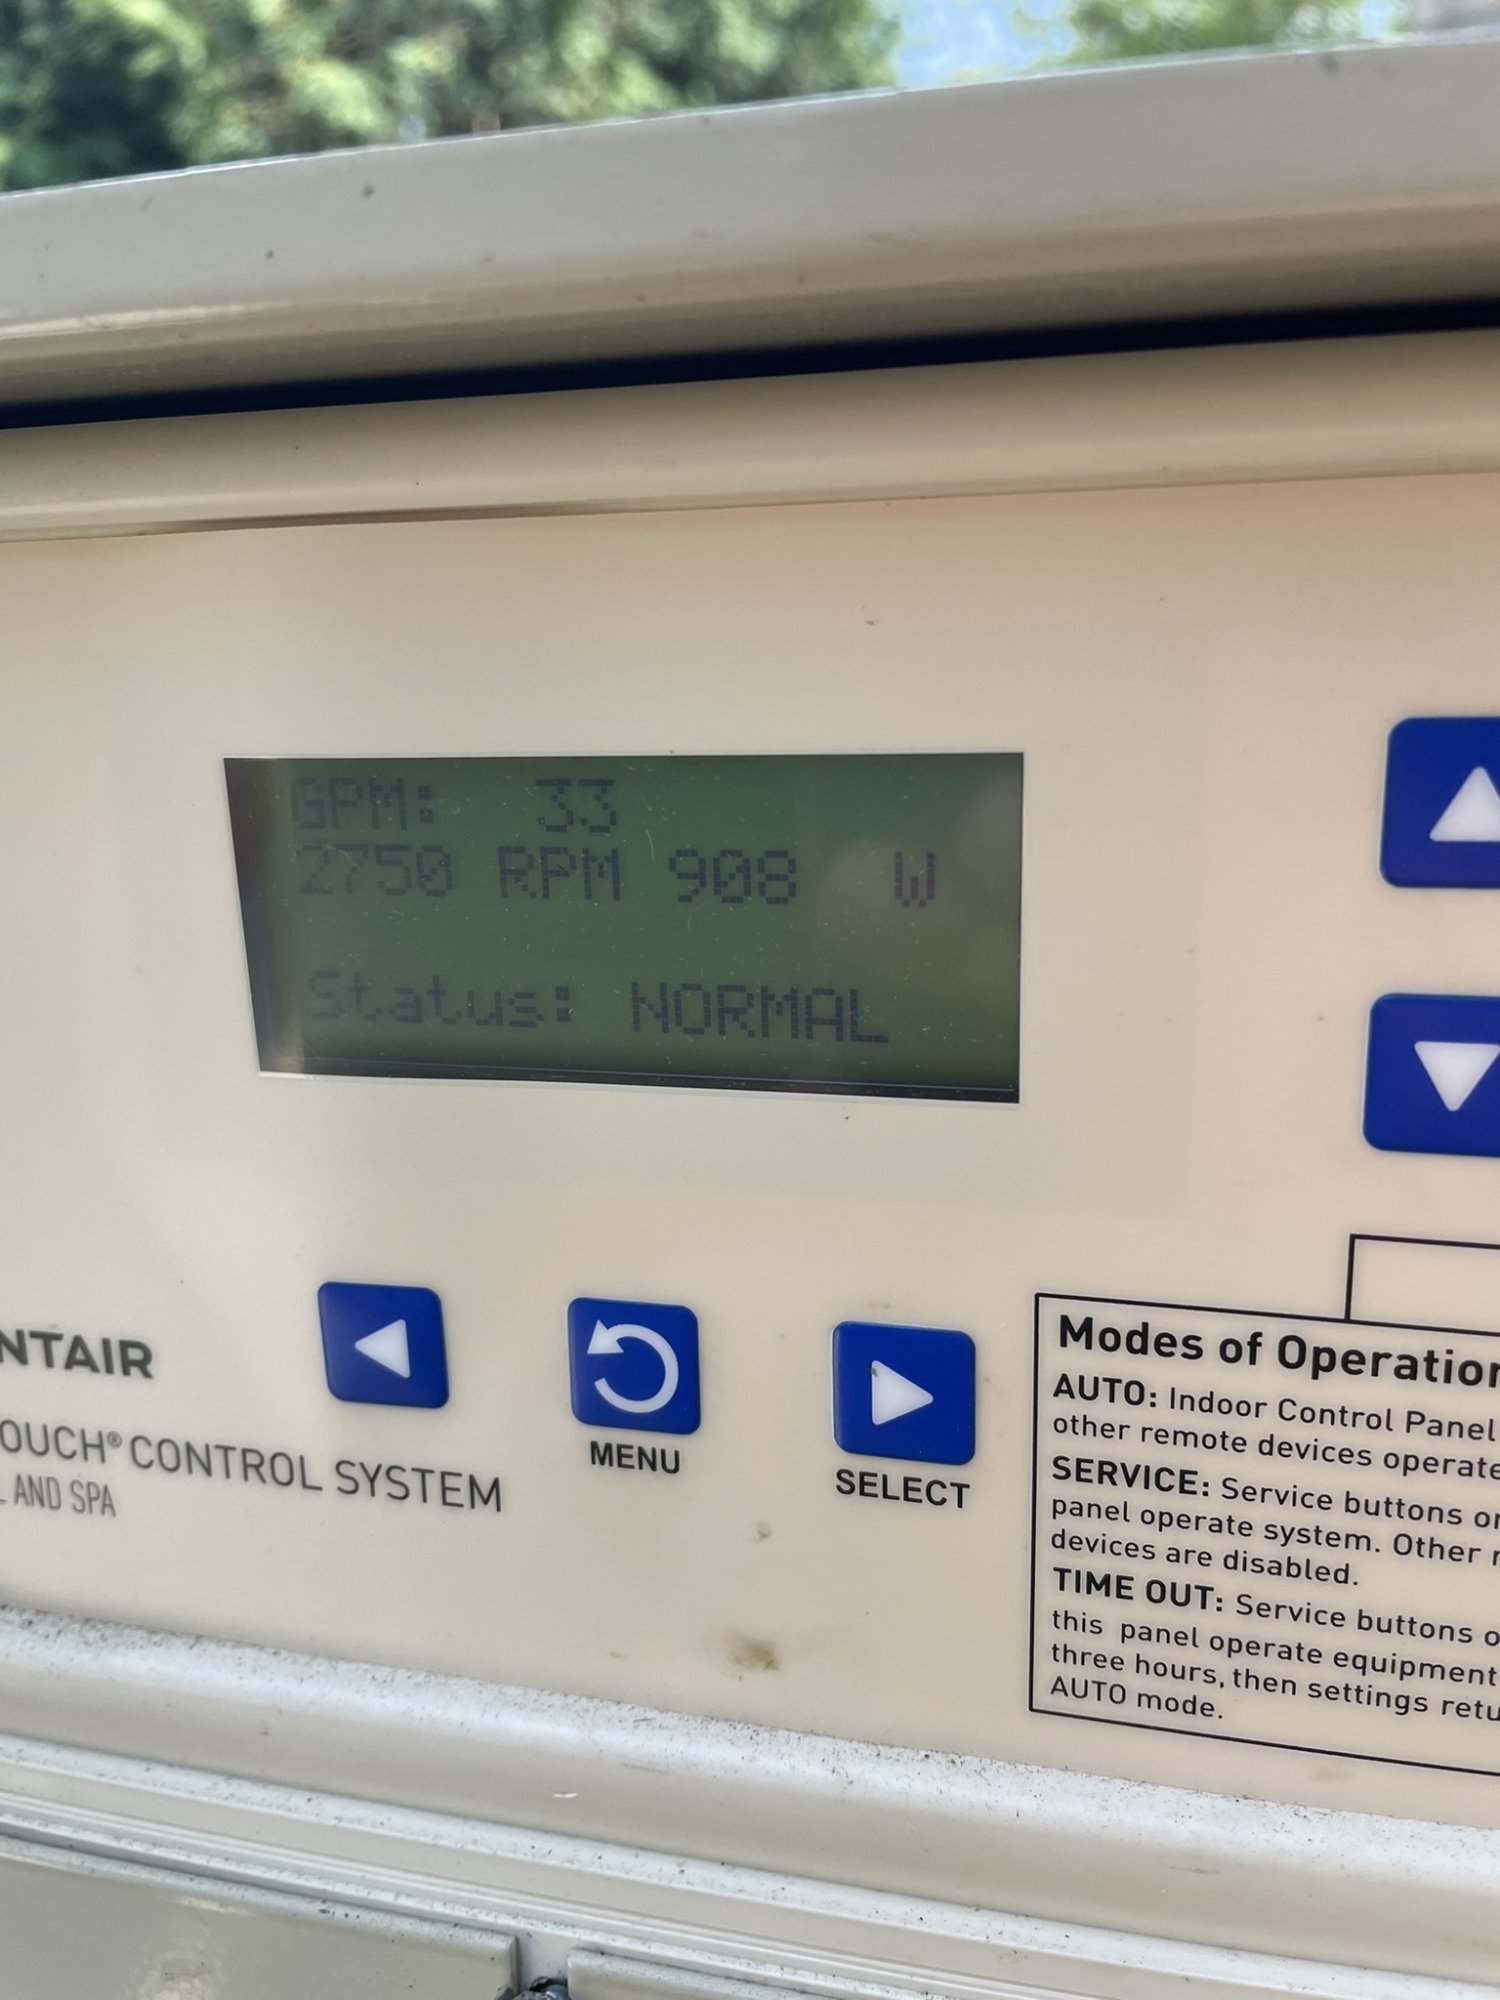 GPM: 33
2750 RPM 908 W
Status: NORMAL
NTAIR
OUCH® CONTROL SYSTEM
L AND SPA
MENU
SELECT
Modes of Operation
AUTO: Indoor Control Panel
other remote devices operate
SERVICE: Service buttons on
panel operate system. Other r
devices are disabled.
TIME OUT: Service buttons o
this panel operate equipment
three hours, then settings retu
AUTO mode.